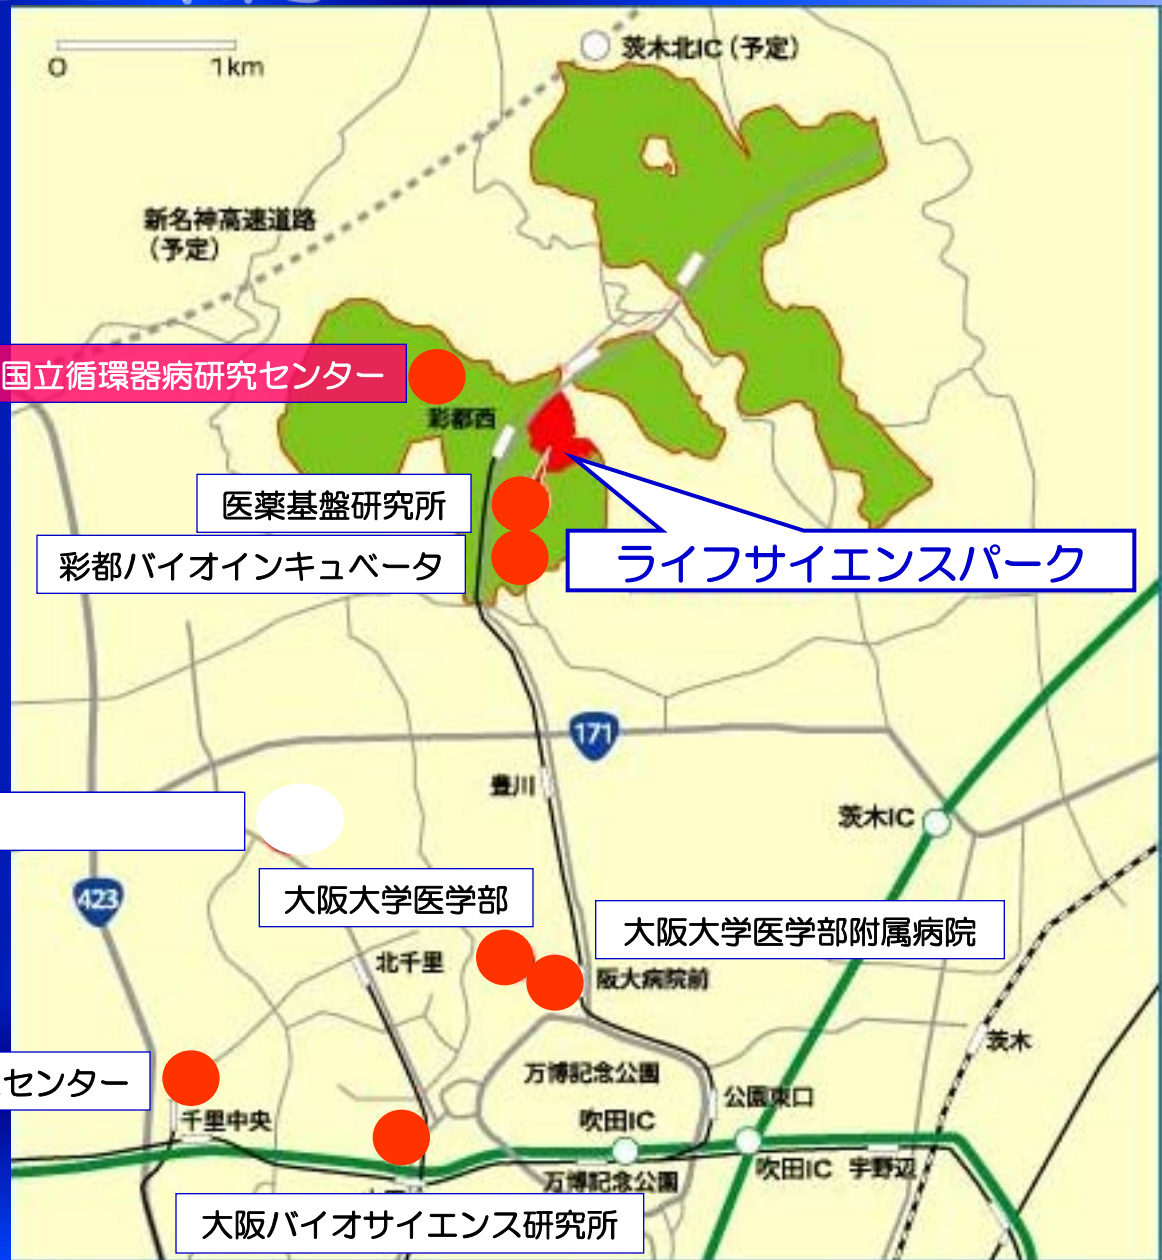 茨木北IC（予定）
0 1km
新名神高速道路
（予定）
国立循環器病研究センター
彩都西
医薬基盤研究所
彩都バイオインキュベータ
ライフサイエンスパーク
171
豊川
茨木IC
423
大阪大学医学部
大阪大学医学部附属病院
北千里
阪大病院前
茨木
センター
万博記念公園
公園東口
千里中央
吹田IC
吹田IC
宇野辺
万博記念公園
大阪バイオサイエンス研究所